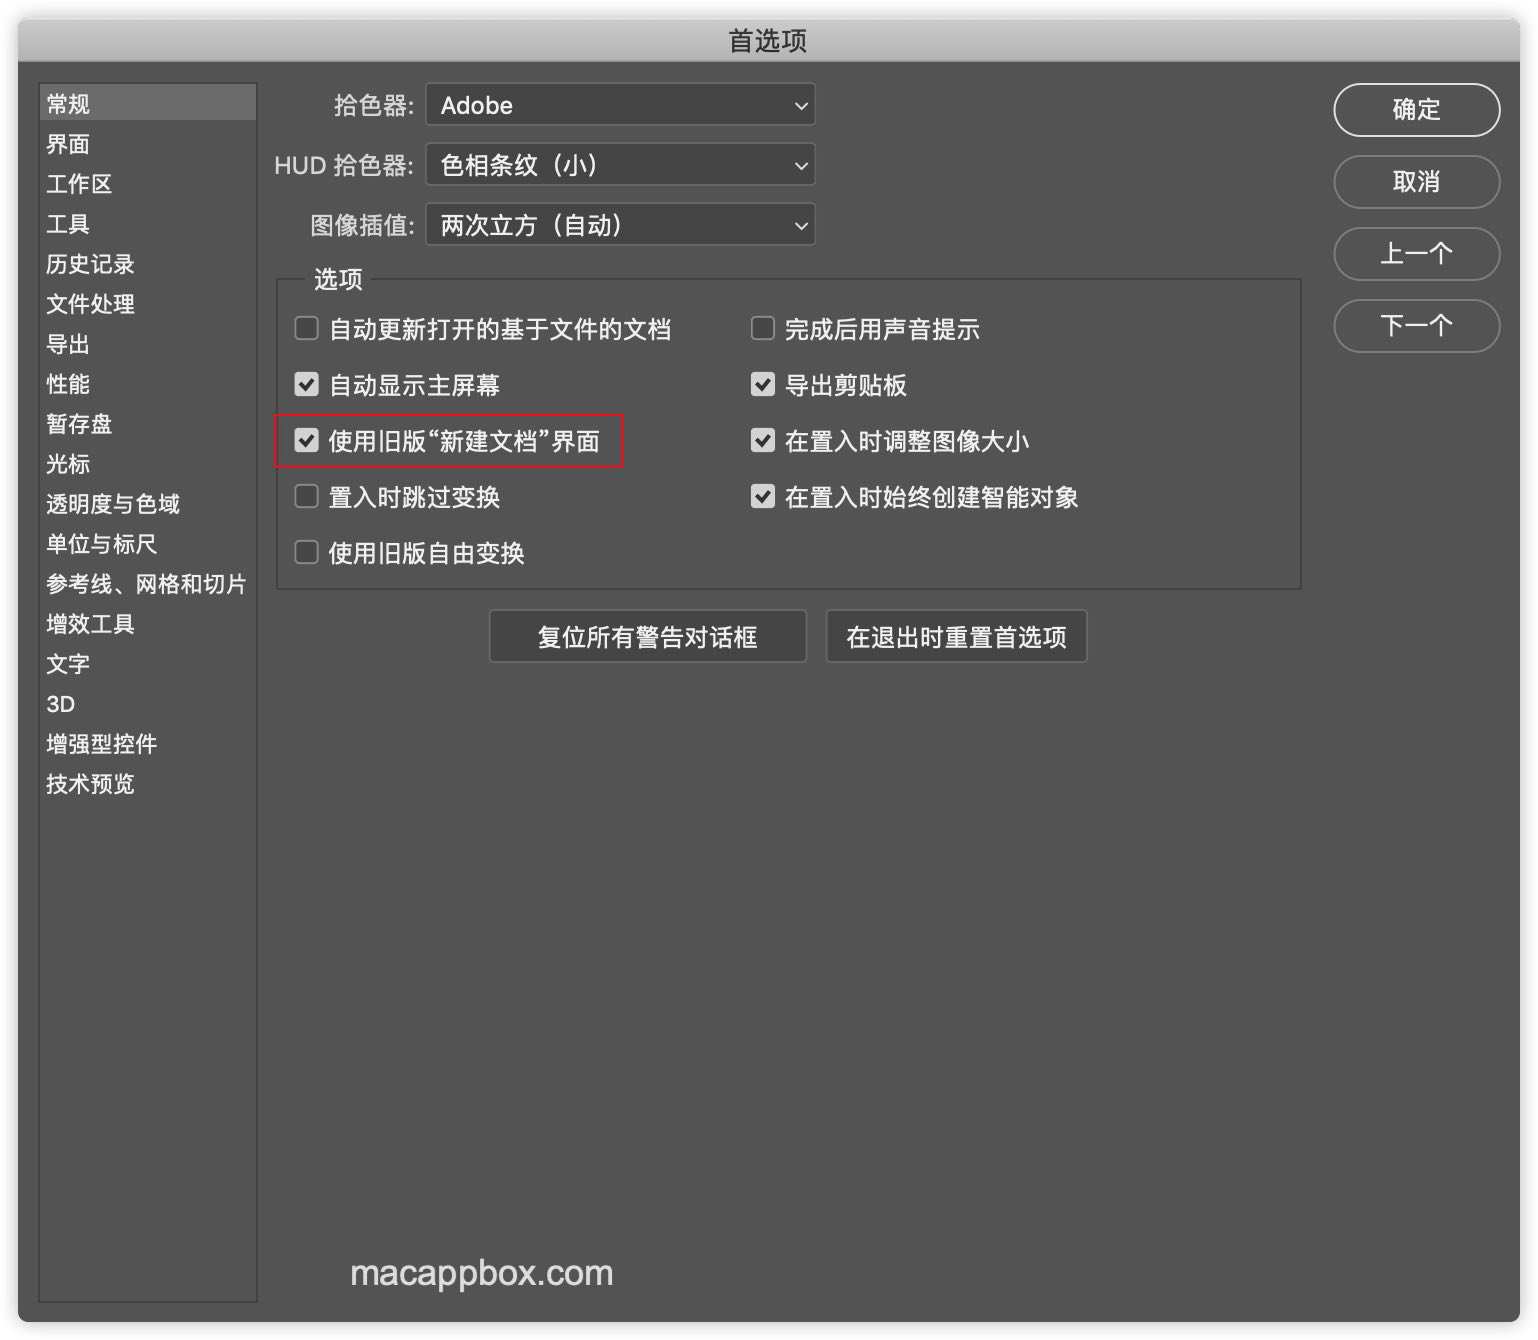 首选项
常规
界面
工作区
工具
历史记录
文件处理
导出
性能
暂存盘
光标
透明度与色域
单位与标尺
参考线、网格和切片
增效工具
文字
3D
增强型控件
技术预览
拾色器: Adobe
HUD 拾色器: 色相条纹（小）
图像插值: 两次立方（自动）
选项
自动更新打开的基于文件的文档
自动显示主屏幕
使用旧版“新建文档”界面
置入时跳过变换
使用旧版自由变换
完成后用声音提示
导出剪贴板
在置入时调整图像大小
在置入时始终创建智能对象
复位所有警告对话框
在退出时重置首选项
确定
取消
上一个
下一个
macappbox.com